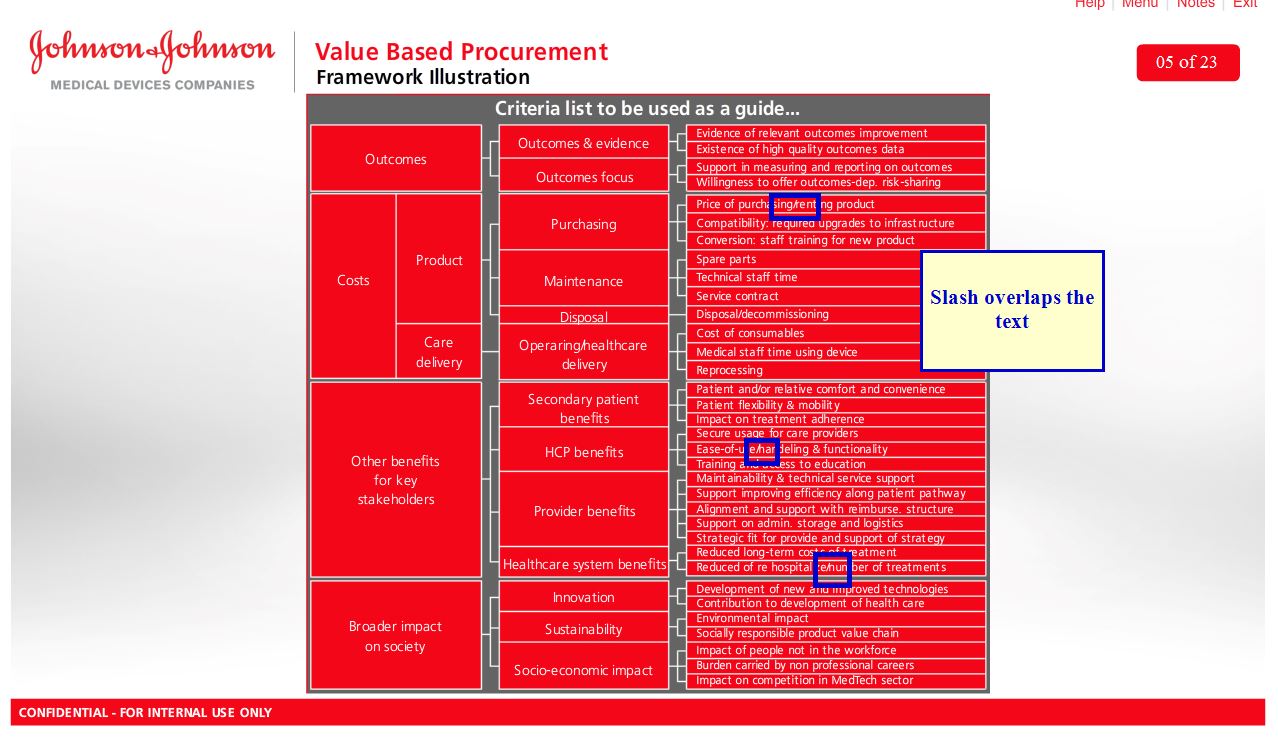 Help | Menu | Notes | Exit
Johnson & Johnson
MEDICAL DEVICES COMPANIES
Value Based Procurement
Framework Illustration
05 of 23
Criteria list to be used as a guide...
Outcomes
Outcomes & evidence
Evidence of relevant outcomes improvement
Existence of high quality outcomes data
Outcomes focus
Support in measuring and reporting on outcomes
Willingness to offer outcomes-dep. risk-sharing
Costs
Product
Purchasing
Price of purchasing/renting product
Compatibility: required upgrades to infrastructure
Conversion: staff training for new product
Maintenance
Spare parts
Technical staff time
Service contract
Disposal
Disposal/decommissioning
Care
delivery
Operaring/healthcare
delivery
Cost of consumables
Medical staff time using device
Reprocessing
Slash overlaps the
text
Other benefits
for key
stakeholders
Secondary patient
benefits
Patient and/or relative comfort and convenience
Patient flexibility & mobility
Impact on treatment adherence
HCP benefits
Secure usage for care providers
Ease-of-use/handeling & functionality
Training and access to education
Provider benefits
Maintainability & technical service support
Support improving efficiency along patient pathway
Alignment and support with reimburse. structure
Support on admin. storage and logistics
Strategic fit for provide and support of strategy
Healthcare system benefits
Reduced long-term costs of treatment
Reduced of re hospitalize/number of treatments
Broader impact
on society
Innovation
Development of new and improved technologies
Contribution to development of health care
Sustainability
Environmental impact
Socially responsible product value chain
Socio-economic impact
Impact of people not in the workforce
Burden carried by non professional careers
Impact on competition in MedTech sector
CONFIDENTIAL - FOR INTERNAL USE ONLY